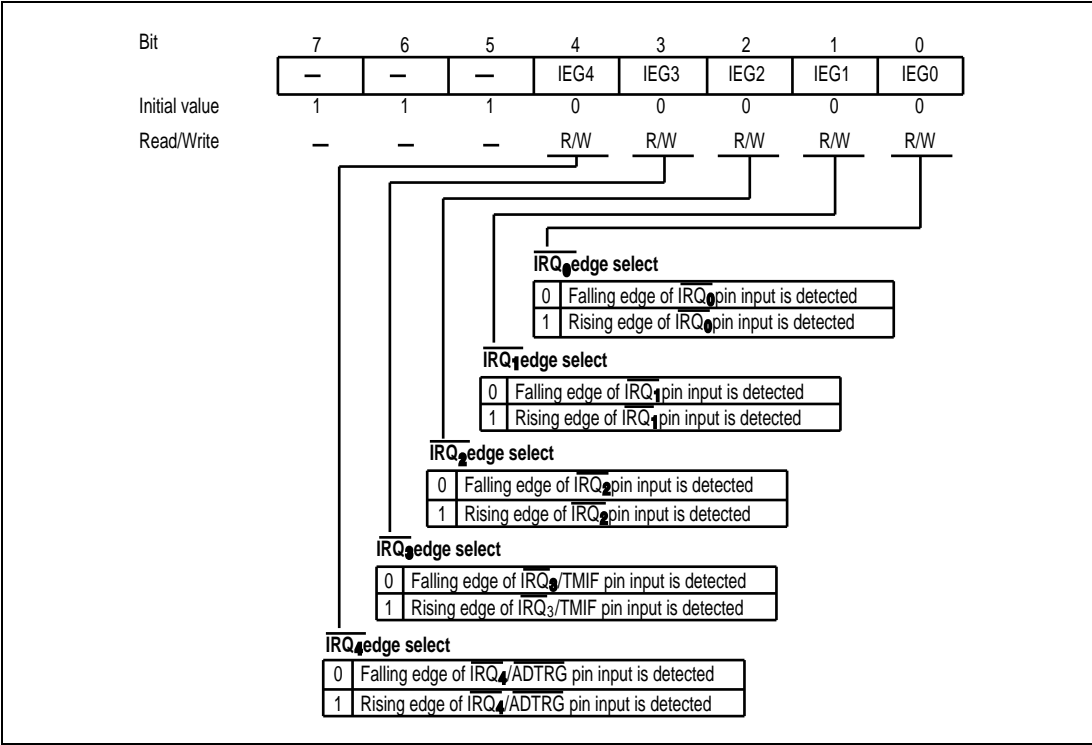 Bit 7 6 5 4 3 2 1 0
— — — IEG4 IEG3 IEG2 IEG1 IEG0
Initial value 1 1 1 0 0 0 0 0
Read/Write — — — R/W R/W R/W R/W R/W
IRQ0 edge select
0 Falling edge of IRQ0 pin input is detected
1 Rising edge of IRQ0 pin input is detected
IRQ1 edge select
0 Falling edge of IRQ1 pin input is detected
1 Rising edge of IRQ1 pin input is detected
IRQ2 edge select
0 Falling edge of IRQ2 pin input is detected
1 Rising edge of IRQ2 pin input is detected
IRQ3 edge select
0 Falling edge of IRQ3/TMIF pin input is detected
1 Rising edge of IRQ3/TMIF pin input is detected
IRQ4 edge select
0 Falling edge of IRQ4/ADTRG pin input is detected
1 Rising edge of IRQ4/ADTRG pin input is detected